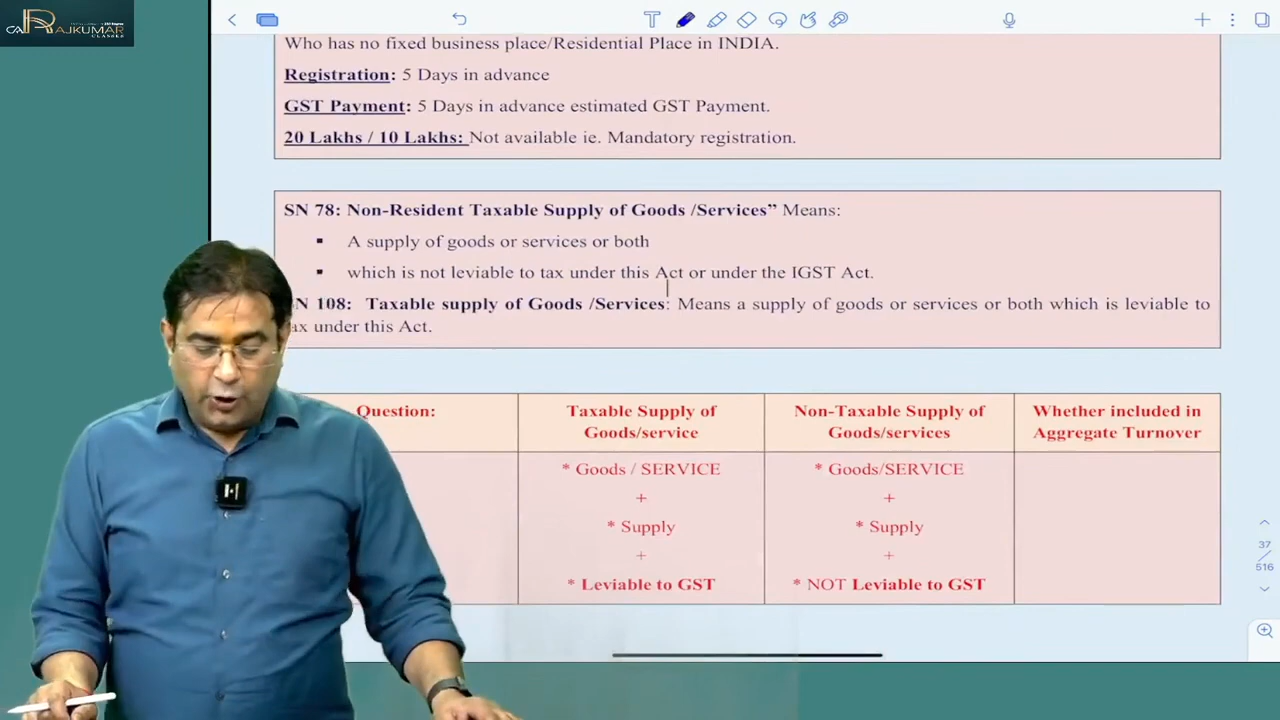 CA RAJKUMAR
CLASSES
Who has no fixed business place/Residential Place in INDIA.
Registration: 5 Days in advance
GST Payment: 5 Days in advance estimated GST Payment.
20 Lakhs / 10 Lakhs: Not available ie. Mandatory registration.
SN 78: Non-Resident Taxable Supply of Goods /Services” Means:
▪ A supply of goods or services or both
▪ which is not leviable to tax under this Act or under the IGST Act.
N 108: Taxable supply of Goods /Services: Means a supply of goods or services or both which is leviable to
ax under this Act.
Question:
Taxable Supply of
Goods/service
Non-Taxable Supply of
Goods/services
Whether included in
Aggregate Turnover
* Goods / SERVICE
+
* Supply
+
* Leviable to GST
* Goods/SERVICE
+
* Supply
+
* NOT Leviable to GST
37
516